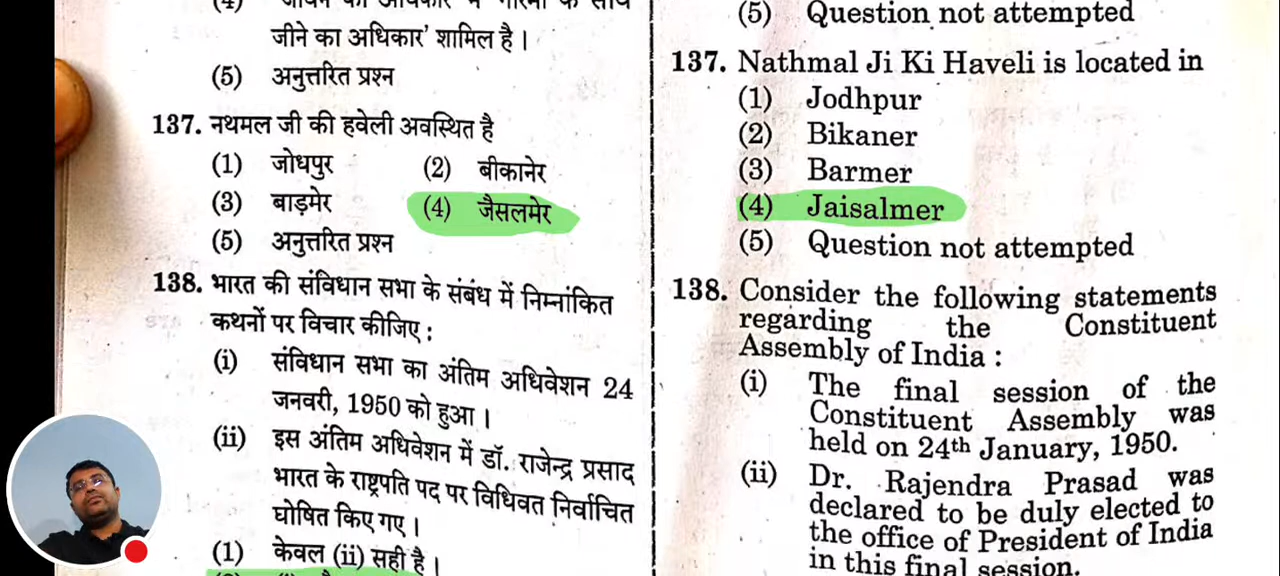 जीने का अधिकार' शामिल है।
(5) अनुत्तरित प्रश्न
137. नथमल जी की हवेली अवस्थित है
(1) जोधपुर (2) बीकानेर
(3) बाड़मेर (4) जैसलमेर
(5) अनुत्तरित प्रश्न
138. भारत की संविधान सभा के संबंध में निम्नांकित
कथनों पर विचार कीजिए :
(i) संविधान सभा का अंतिम अधिवेशन 24
जनवरी, 1950 को हुआ।
(ii) इस अंतिम अधिवेशन में डॉ. राजेन्द्र प्रसाद
भारत के राष्ट्रपति पद पर विधिवत निर्वाचित
घोषित किए गए।
(1) केवल (ii) सही है।
(5) Question not attempted
137. Nathmal Ji Ki Haveli is located in
(1) Jodhpur
(2) Bikaner
(3) Barmer
(4) Jaisalmer
(5) Question not attempted
138. Consider the following statements
regarding the Constituent
Assembly of India :
(i) The final session of the
Constituent Assembly was
held on 24th January, 1950.
(ii) Dr. Rajendra Prasad was
declared to be duly elected to
the office of President of India
in this final session.